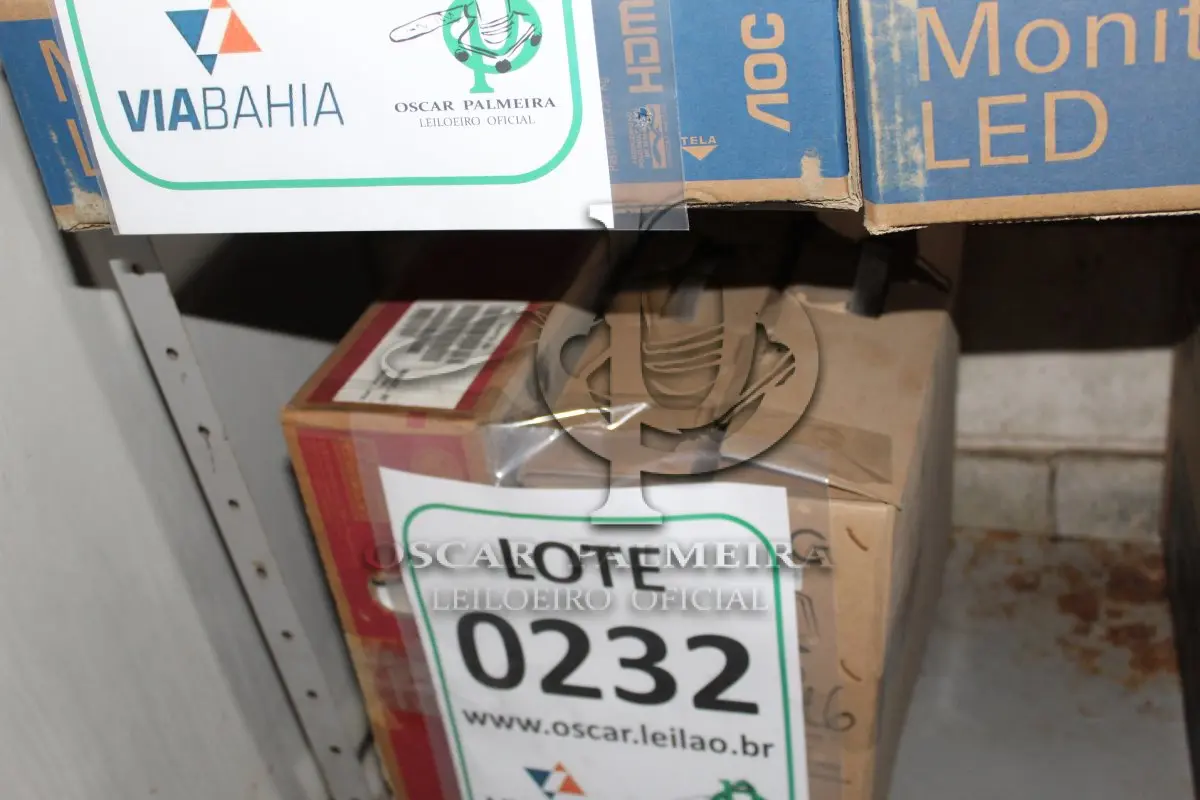 VIABAHIA
OSCAR PALMEIRA
LEILOEIRO OFICIAL
HDMI
TELA
AOC
Monit
LED
LOTE
OSCAR PALMEIRA
LEILOEIRO OFICIAL
0232
www.oscar.leilao.br